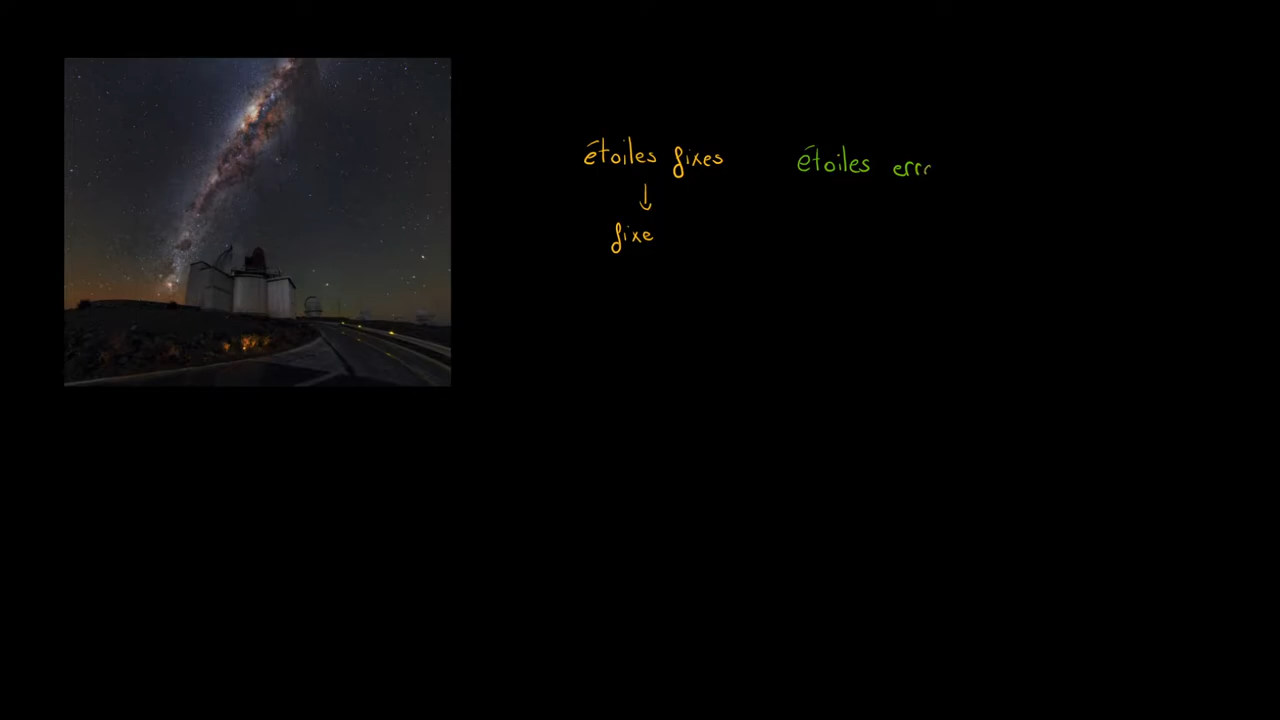 étoiles fixes
étoiles errr
↓
fixe